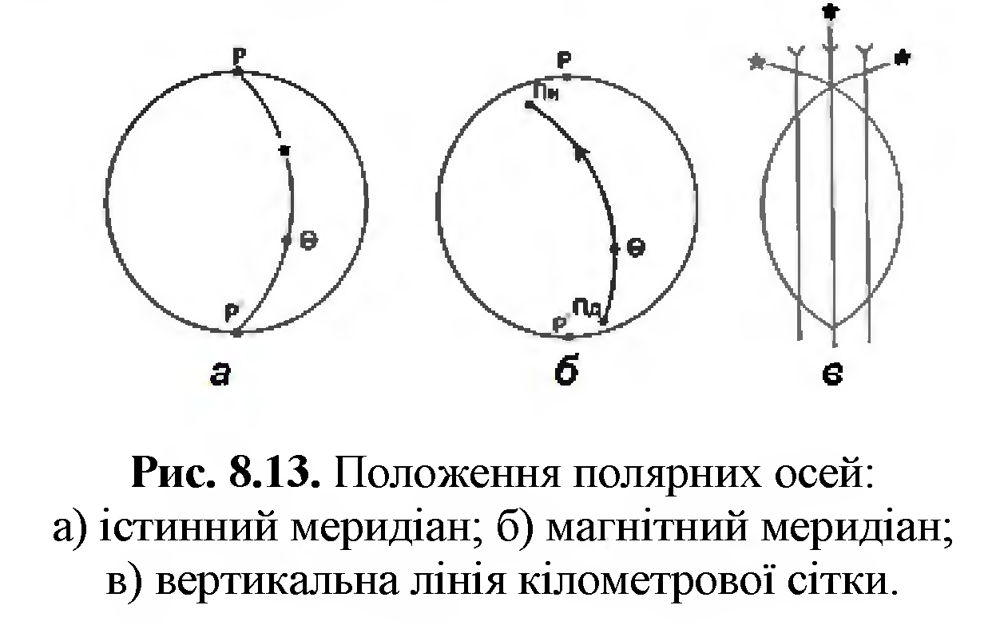 P P
Пн
Θ Θ
P' Пд
P'
а б є
Рис. 8.13. Положення полярних осей:
а) істинний меридіан; б) магнітний меридіан;
в) вертикальна лінія кілометрової сітки.